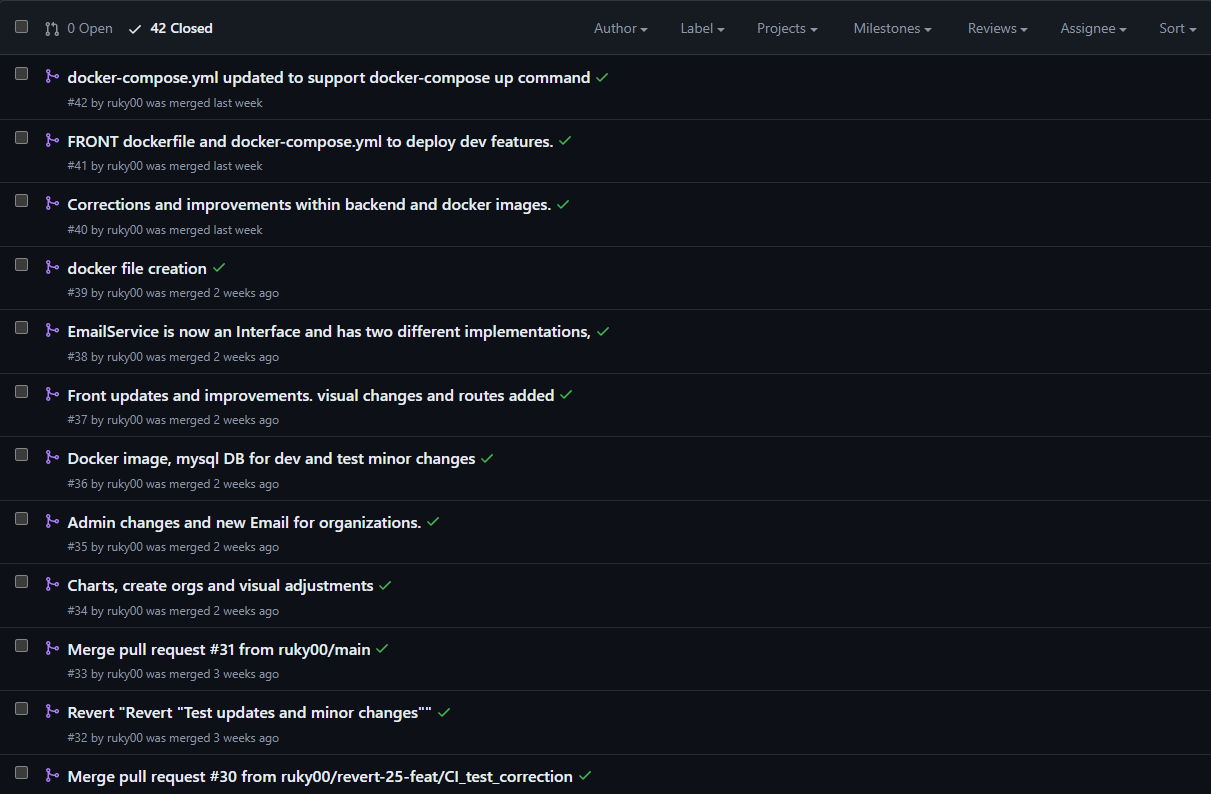 0 Open 42 Closed Author Label Projects Milestones Reviews Assignee Sort
docker-compose.yml updated to support docker-compose up command
#42 by ruky00 was merged last week
FRONT dockerfile and docker-compose.yml to deploy dev features.
#41 by ruky00 was merged last week
Corrections and improvements within backend and docker images.
#40 by ruky00 was merged last week
docker file creation
#39 by ruky00 was merged 2 weeks ago
EmailService is now an Interface and has two different implementations,
#38 by ruky00 was merged 2 weeks ago
Front updates and improvements. visual changes and routes added
#37 by ruky00 was merged 2 weeks ago
Docker image, mysql DB for dev and test minor changes
#36 by ruky00 was merged 2 weeks ago
Admin changes and new Email for organizations.
#35 by ruky00 was merged 2 weeks ago
Charts, create orgs and visual adjustments
#34 by ruky00 was merged 2 weeks ago
Merge pull request #31 from ruky00/main
#33 by ruky00 was merged 3 weeks ago
Revert "Revert "Test updates and minor changes""
#32 by ruky00 was merged 3 weeks ago
Merge pull request #30 from ruky00/revert-25-feat/CI_test_correction